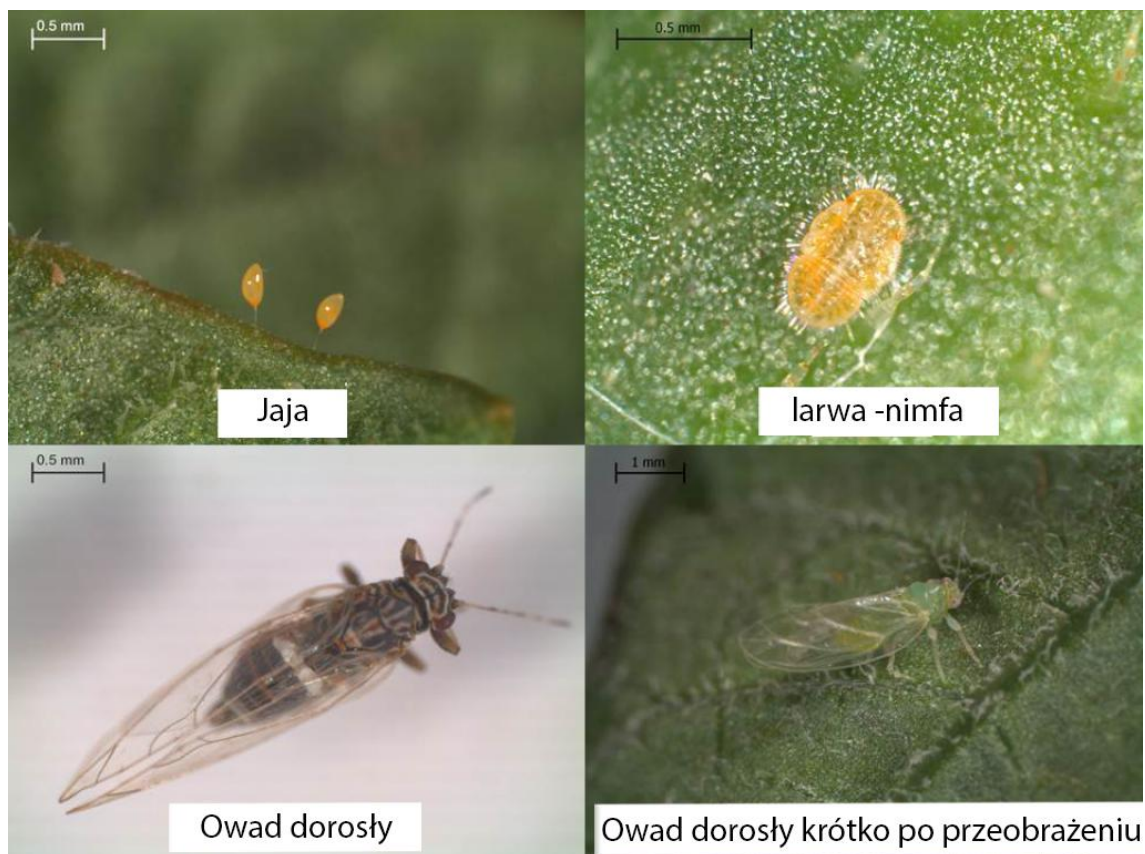 0.5 mm
0.5 mm
Jaja
larwa -nimfa
0.5 mm
1 mm
Owad dorosły
Owad dorosły krótko po przeobrażeniu